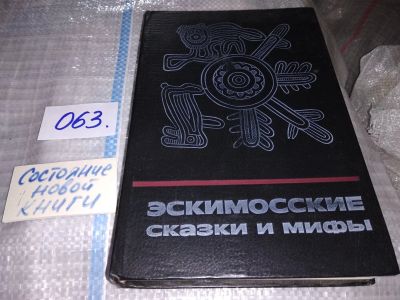 063.
Состояние
новой
книги
ЭСКИМОССКИЕ
сказки и мифы